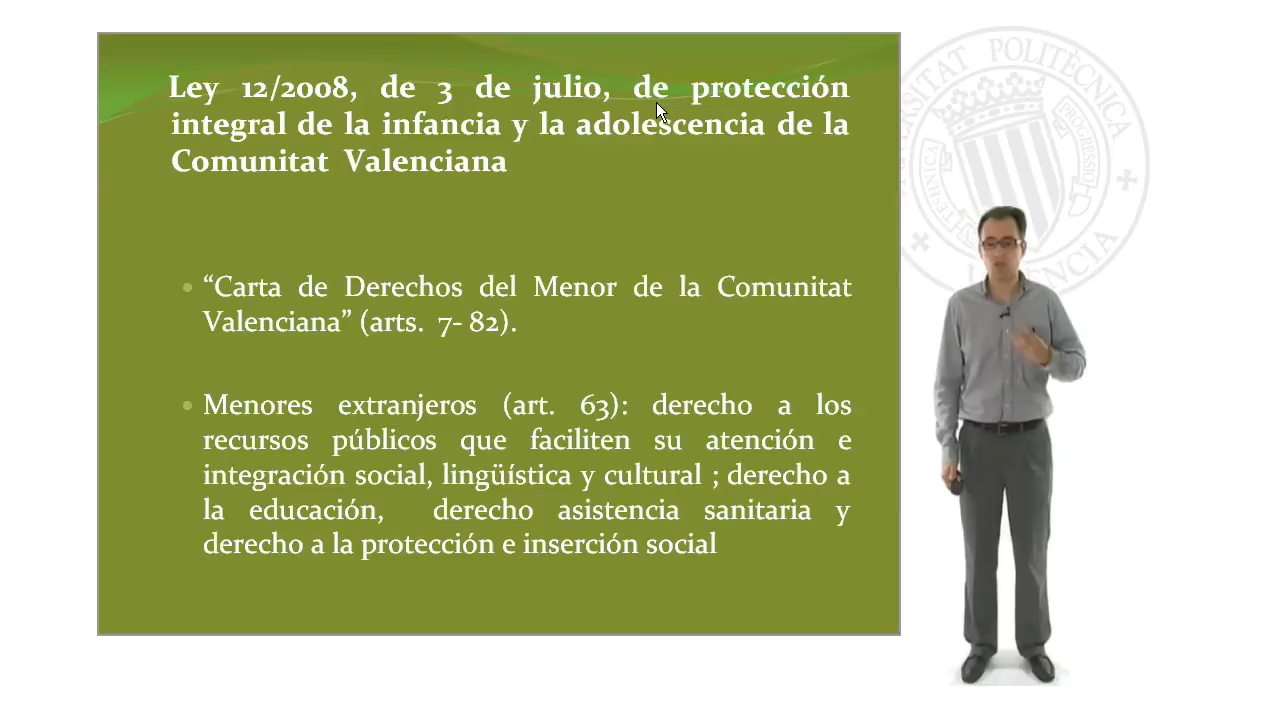 Ley 12/2008, de 3 de julio, de protección
integral de la infancia y la adolescencia de la
Comunitat Valenciana
“Carta de Derechos del Menor de la Comunitat
Valenciana” (arts. 7- 82).
Menores extranjeros (art. 63): derecho a los
recursos públicos que faciliten su atención e
integración social, lingüística y cultural ; derecho a
la educación, derecho asistencia sanitaria y
derecho a la protección e inserción social
POLITÈCNICA